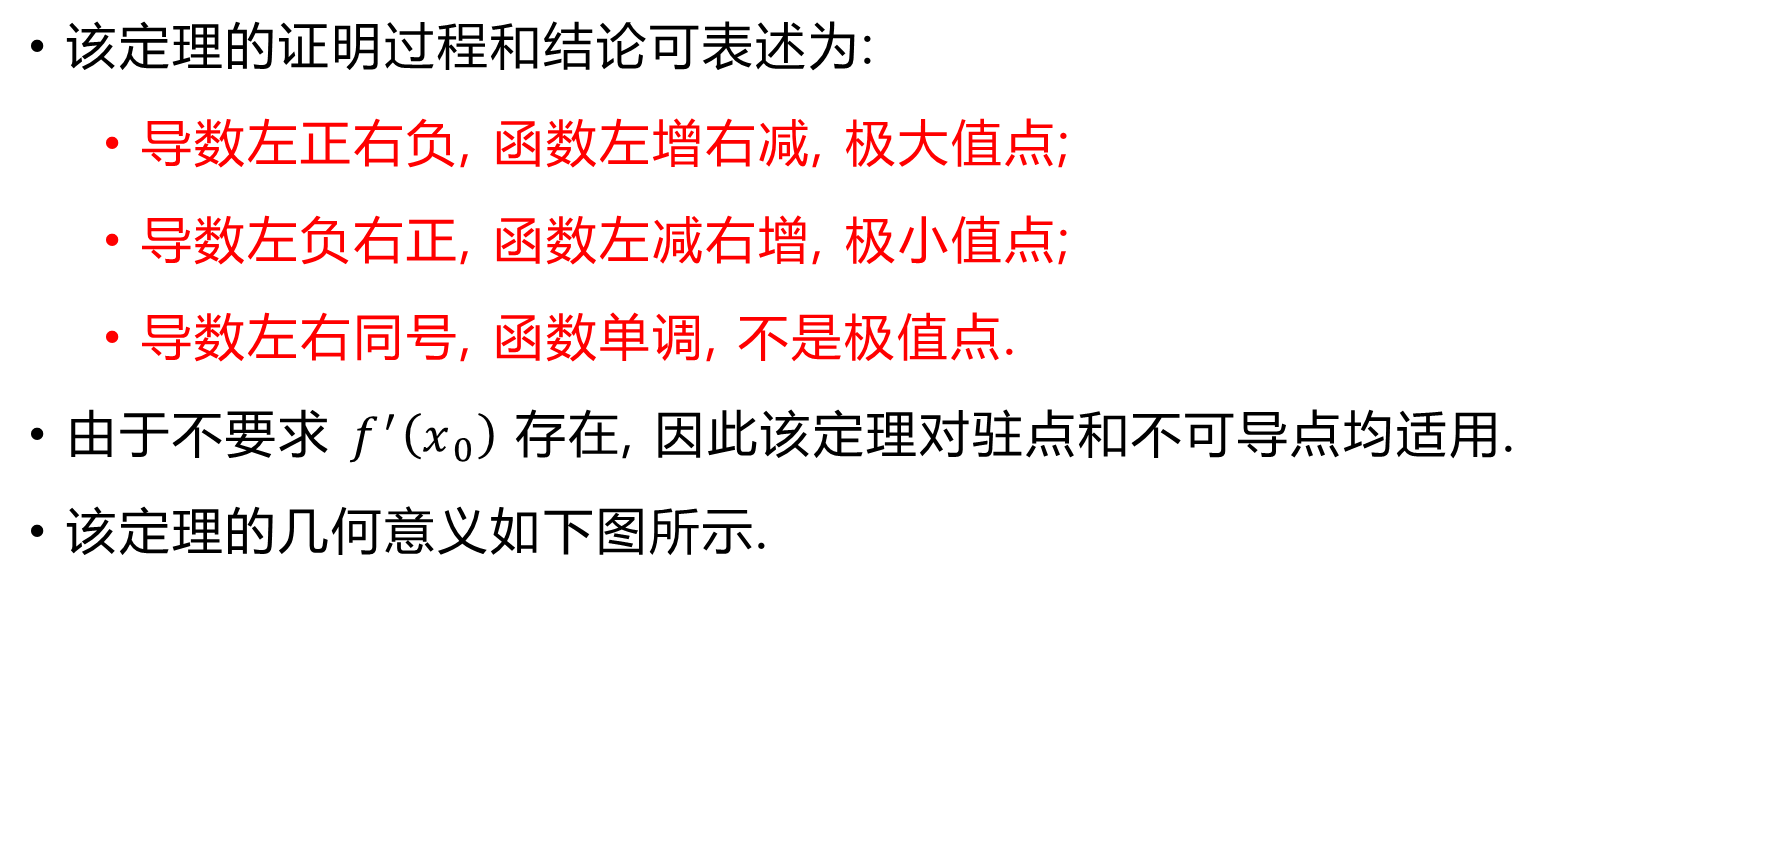 • 该定理的证明过程和结论可表述为:
• 导数左正右负, 函数左增右减, 极大值点;
• 导数左负右正, 函数左减右增, 极小值点;
• 导数左右同号, 函数单调, 不是极值点.
• 由于不要求 f′(x₀) 存在, 因此该定理对驻点和不可导点均适用.
• 该定理的几何意义如下图所示.